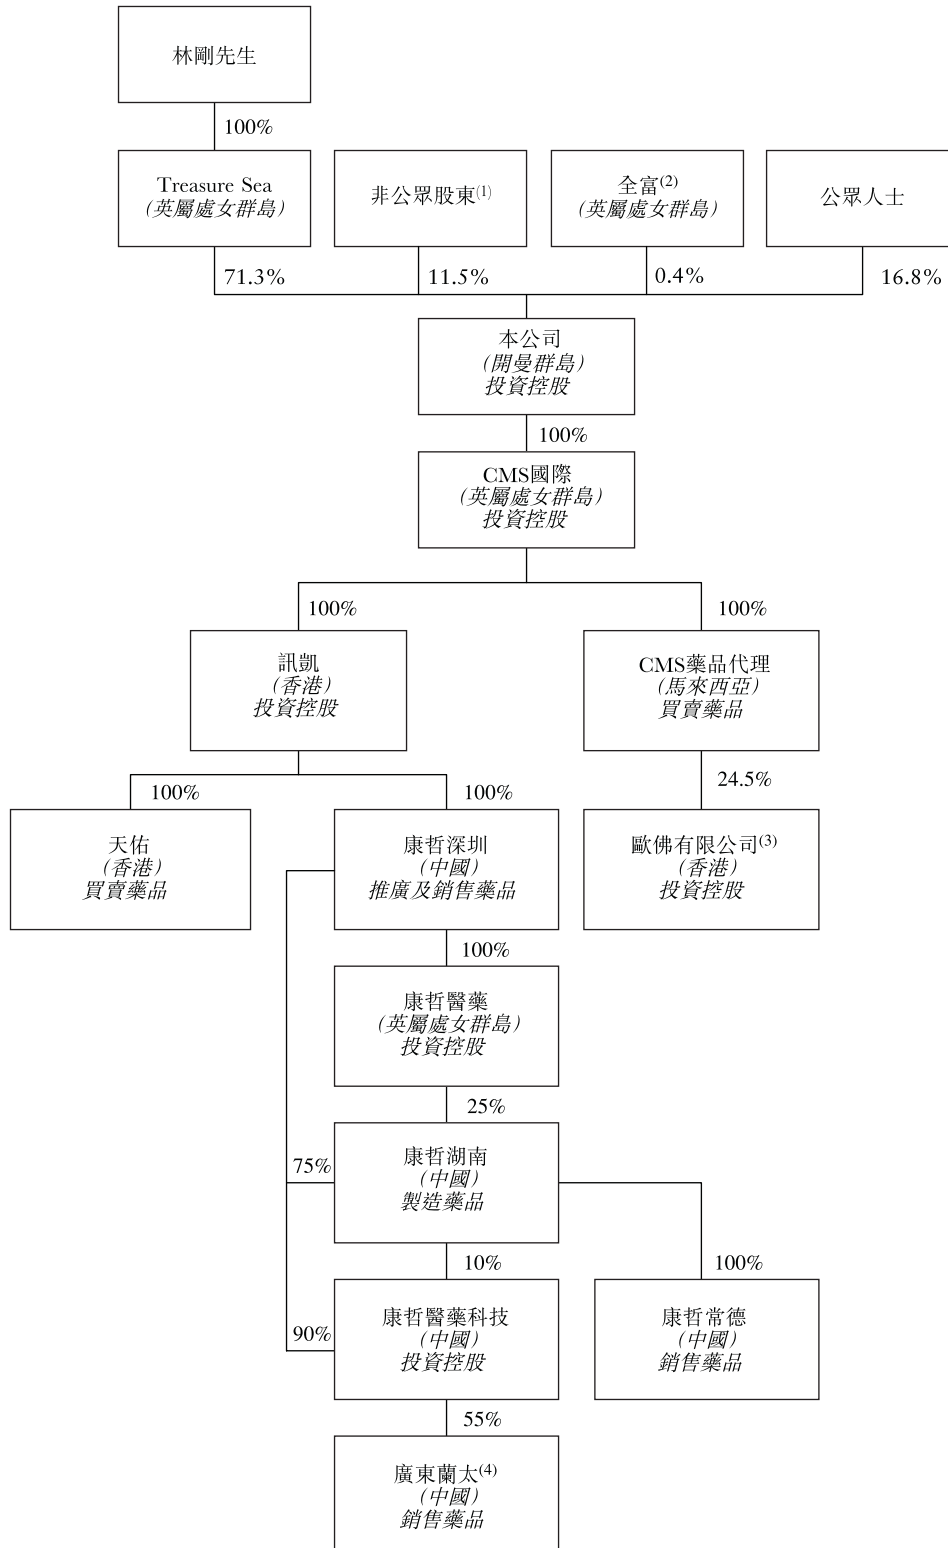 林剛先生
100%
Treasure Sea
（英屬處女群島）
非公眾股東(1)
全富(2)
（英屬處女群島）
公眾人士
71.3%
11.5%
0.4%
16.8%
本公司
（開曼群島）
投資控股
100%
CMS國際
（英屬處女群島）
投資控股
100%
100%
訊凱
（香港）
投資控股
CMS藥品代理
（馬來西亞）
買賣藥品
100%
100%
24.5%
天佑
（香港）
買賣藥品
康哲深圳
（中國）
推廣及銷售藥品
歐佛有限公司(3)
（香港）
投資控股
100%
康哲醫藥
（英屬處女群島）
投資控股
25%
75%
康哲湖南
（中國）
製造藥品
10%
100%
90%
康哲醫藥科技
（中國）
投資控股
康哲常德
（中國）
銷售藥品
55%
廣東蘭太(4)
（中國）
銷售藥品